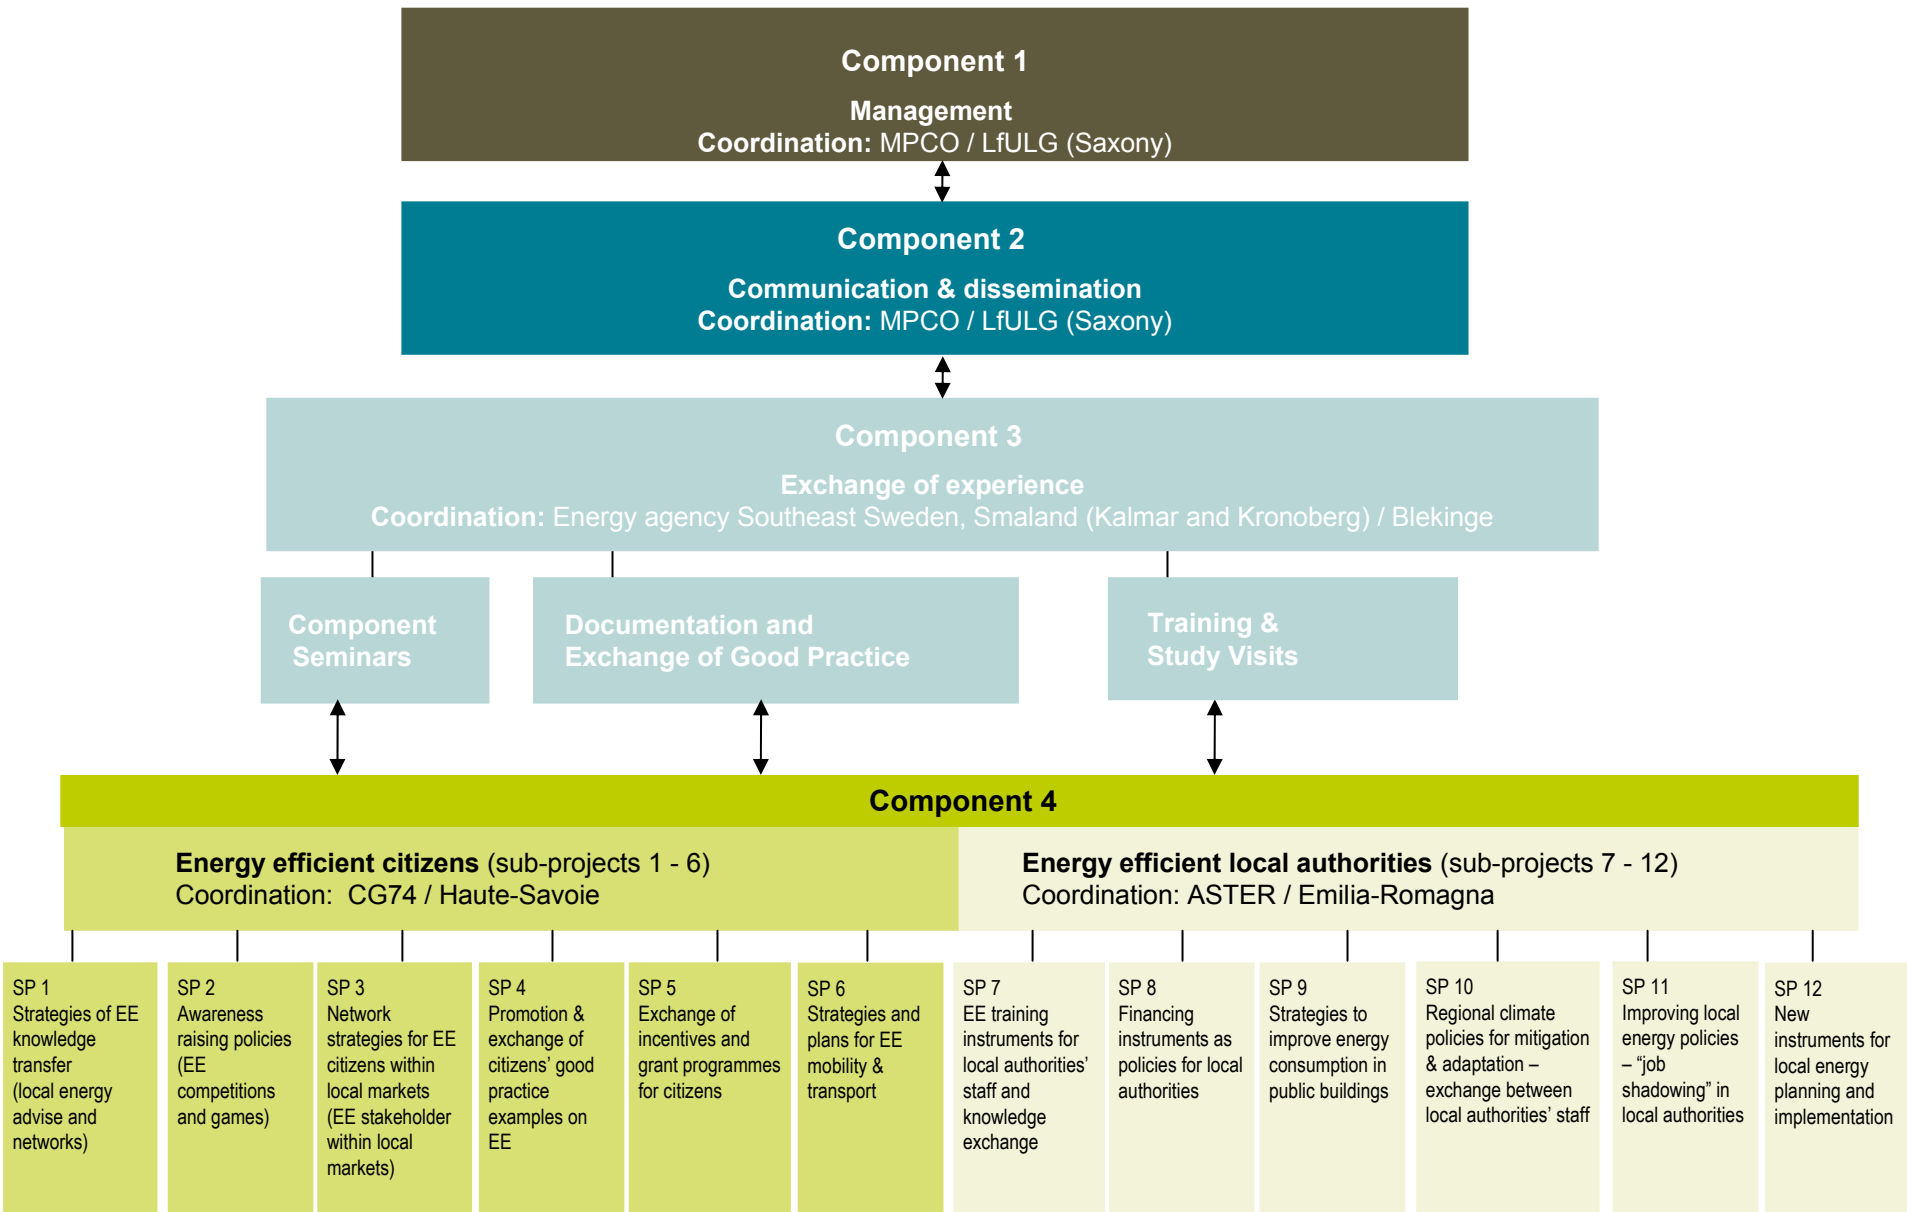 Component 1
Management
Coordination: MPCO / LfULG (Saxony)
Component 2
Communication & dissemination
Coordination: MPCO / LfULG (Saxony)
Component 3
Exchange of experience
Coordination: Energy agency Southeast Sweden, Smaland (Kalmar and Kronoberg) / Blekinge
Component
Seminars
Documentation and
Exchange of Good Practice
Training &
Study Visits
Component 4
Energy efficient citizens (sub-projects 1 - 6)
Coordination: CG74 / Haute-Savoie
Energy efficient local authorities (sub-projects 7 - 12)
Coordination: ASTER / Emilia-Romagna
SP 1
Strategies of EE
knowledge
transfer
(local energy
advise and
networks)
SP 2
Awareness
raising policies
(EE
competitions
and games)
SP 3
Network
strategies for EE
citizens within
local markets
(EE stakeholder
within local
markets)
SP 4
Promotion &
exchange of
citizens’ good
practice
examples on
EE
SP 5
Exchange of
incentives and
grant programmes
for citizens
SP 6
Strategies and
plans for EE
mobility &
transport
SP 7
EE training
instruments for
local authorities’
staff and
knowledge
exchange
SP 8
Financing
instruments as
policies for local
authorities
SP 9
Strategies to
improve energy
consumption in
public buildings
SP 10
Regional climate
policies for mitigation
& adaptation –
exchange between
local authorities’ staff
SP 11
Improving local
energy policies
– “job
shadowing” in
local authorities
SP 12
New
instruments for
local energy
planning and
implementation